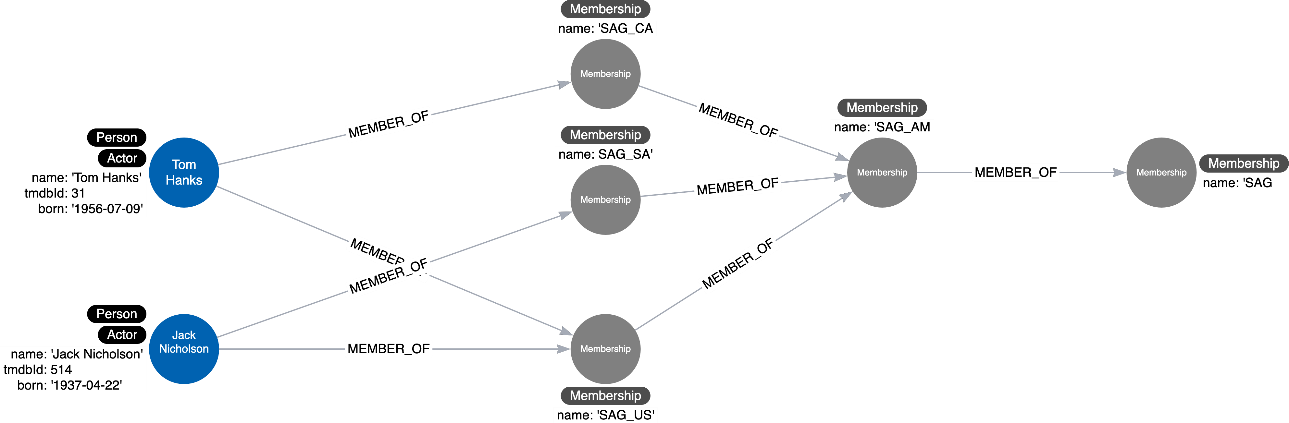 Membership
name: 'SAG_CA
Membership
MEMBER_OF
MEMBER_OF
Person
Actor
name: 'Tom Hanks'
tmdbId: 31
born: '1956-07-09'
Tom
Hanks
Membership
name: SAG_SA'
Membership
MEMBER_OF
Membership
name: 'SAG_AM
Membership
MEMBER_OF
Membership
Membership
name: 'SAG
MEMBER_OF
MEMBER_OF
MEMBER_OF
Person
Actor
name: 'Jack Nicholson'
tmdbId: 514
born: '1937-04-22'
Jack
Nicholson
MEMBER_OF
Membership
Membership
name: 'SAG_US'